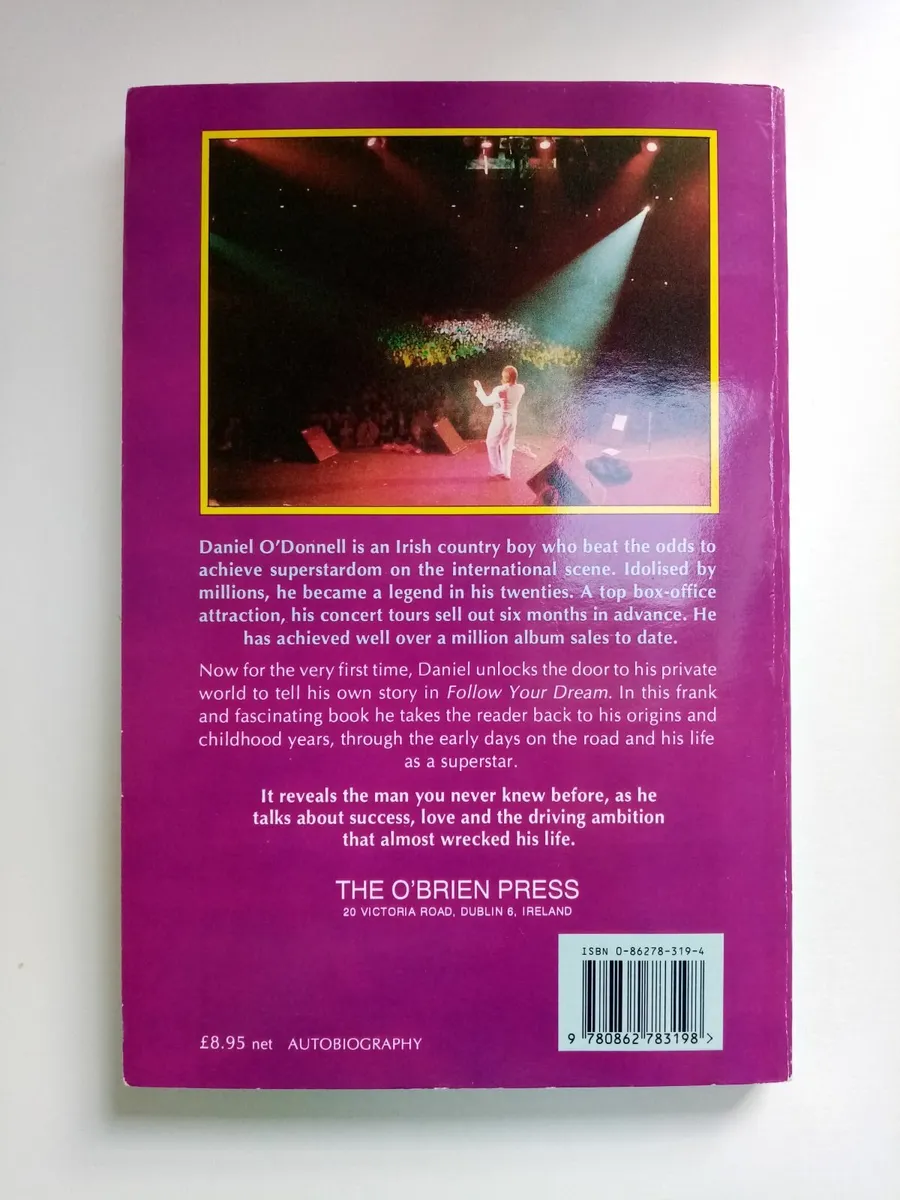 Daniel O'Donnell is an Irish country boy who beat the odds to
achieve superstardom on the international scene. Idolised by
millions, he became a legend in his twenties. A top box-office
attraction, his concert tours sell out six months in advance. He
has achieved well over a million album sales to date.
Now for the very first time, Daniel unlocks the door to his private
world to tell his own story in Follow Your Dream. In this frank
and fascinating book he takes the reader back to his origins and
childhood years, through the early days on the road and his life
as a superstar.
It reveals the man you never knew before, as he
talks about success, love and the driving ambition
that almost wrecked his life.
THE O'BRIEN PRESS
20 VICTORIA ROAD, DUBLIN 6, IRELAND
ISBN 0-86278-319-4
9 780862 783198 >
£8.95 net AUTOBIOGRAPHY